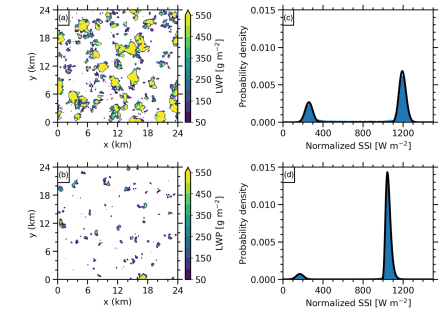 (a)
24
18
12
6
0
y (km)
0 6 12 18 24
x (km)
550
450
350
250
150
50
LWP [g m⁻²]
(c)
0.015
0.010
0.005
0.000
Probability density
0 400 800 1200
Normalized SSI [W m⁻²]
(b)
24
18
12
6
0
y (km)
0 6 12 18 24
x (km)
550
450
350
250
150
50
LWP [g m⁻²]
(d)
0.015
0.010
0.005
0.000
Probability density
0 400 800 1200
Normalized SSI [W m⁻²]